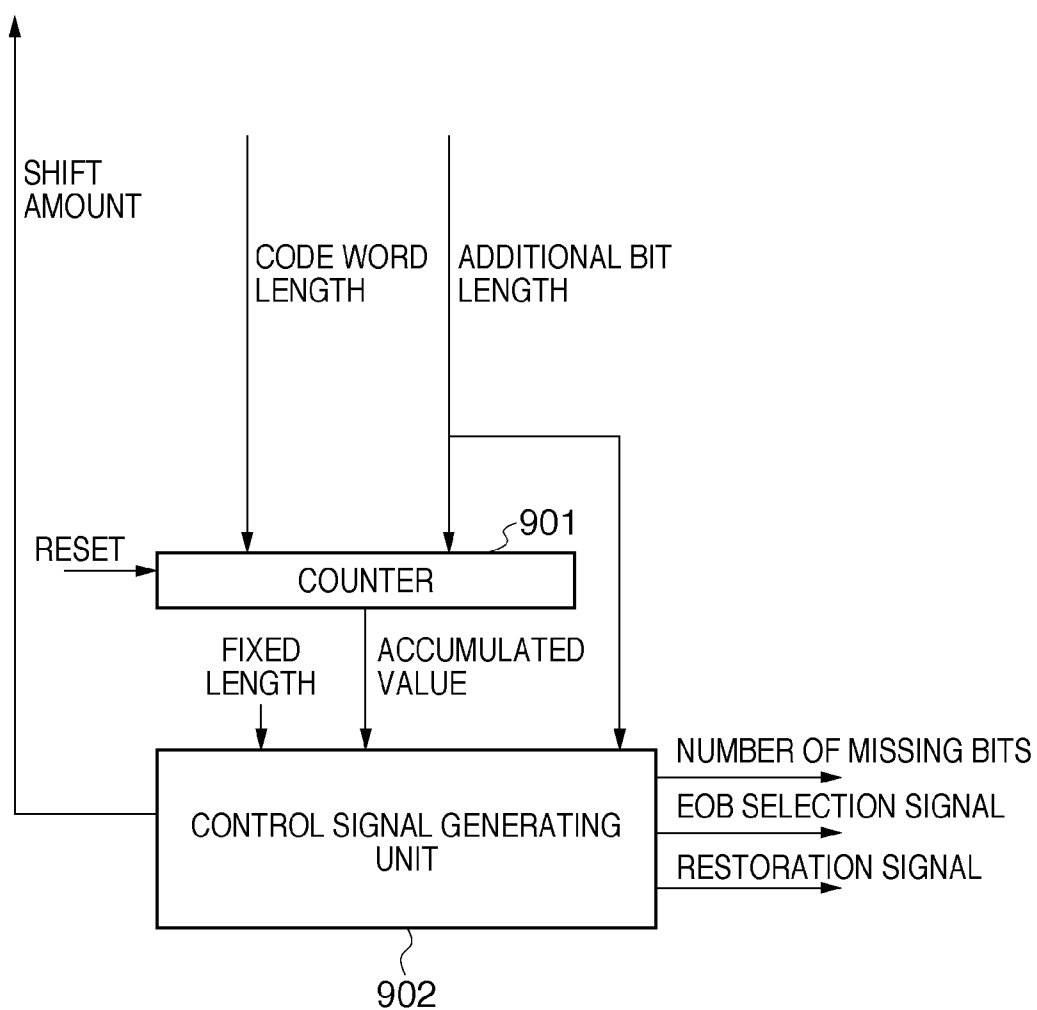 SHIFT
AMOUNT
CODE WORD
LENGTH
ADDITIONAL BIT
LENGTH
901
RESET
COUNTER
FIXED
LENGTH
ACCUMULATED
VALUE
NUMBER OF MISSING BITS
EOB SELECTION SIGNAL
RESTORATION SIGNAL
CONTROL SIGNAL GENERATING
UNIT
902